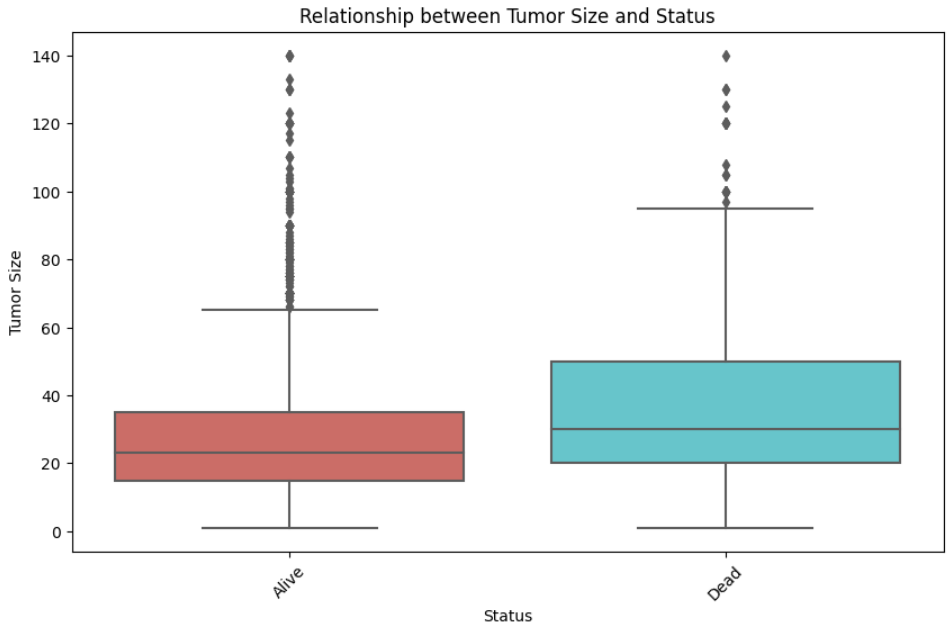 Relationship between Tumor Size and Status
140
120
100
80
60
40
20
0
Tumor Size
Alive
Dead
Status